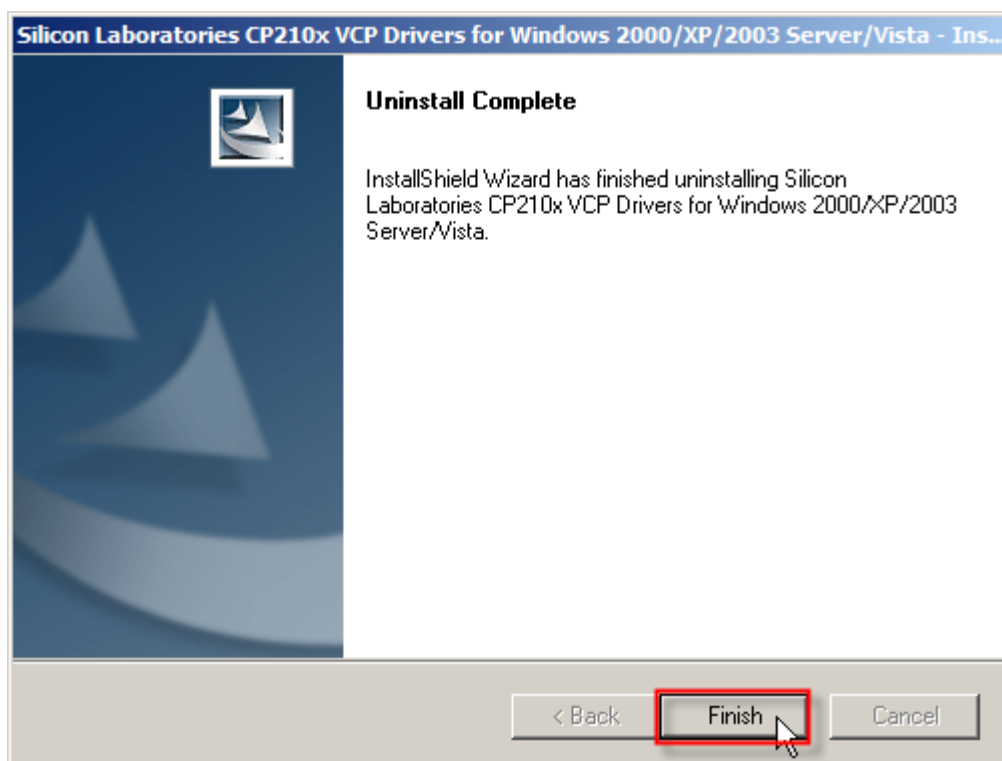 Silicon Laboratories CP210x VCP Drivers for Windows 2000/XP/2003 Server/Vista - Ins...
Uninstall Complete
InstallShield Wizard has finished uninstalling Silicon
Laboratories CP210x VCP Drivers for Windows 2000/XP/2003
Server/Vista.
< Back
Finish
Cancel